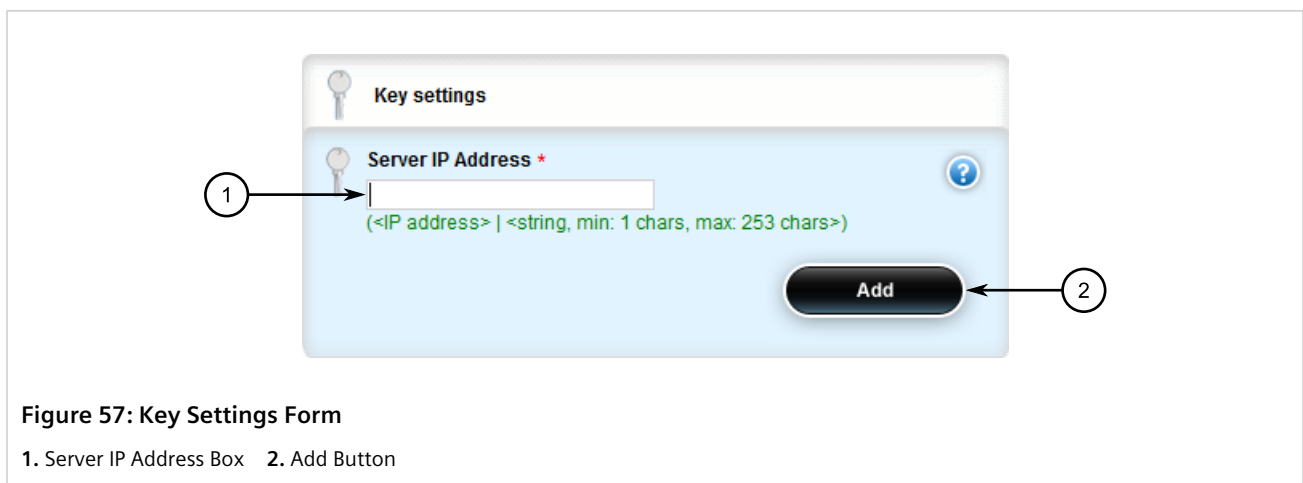 Key settings
Server IP Address *
1
(<IP address> | <string, min: 1 chars, max: 253 chars>)
Add
2
Figure 57: Key Settings Form
1. Server IP Address Box 2. Add Button